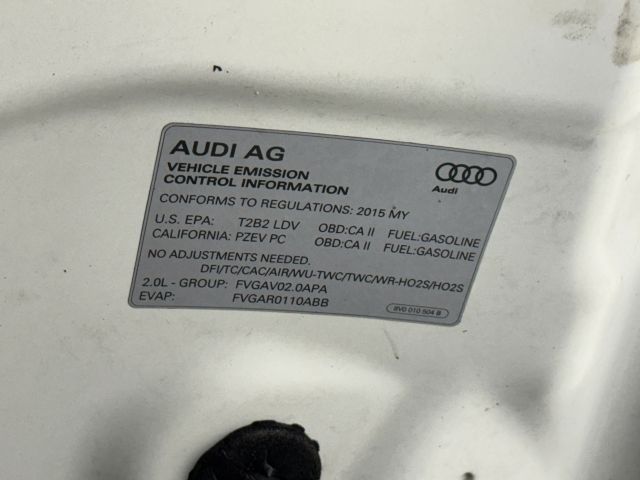 AUDI AG
Audi
VEHICLE EMISSION
CONTROL INFORMATION
CONFORMS TO REGULATIONS: 2015 MY
U.S. EPA: T2B2 LDV OBD:CA II FUEL:GASOLINE
CALIFORNIA: PZEV PC OBD:CA II FUEL:GASOLINE
NO ADJUSTMENTS NEEDED.
DFI/TC/CAC/AIR/WU-TWC/TWC/WR-HO2S/HO2S
2.0L - GROUP: FVGAV02.0APA
EVAP: FVGAR0110ABB
8V0 010 504 B